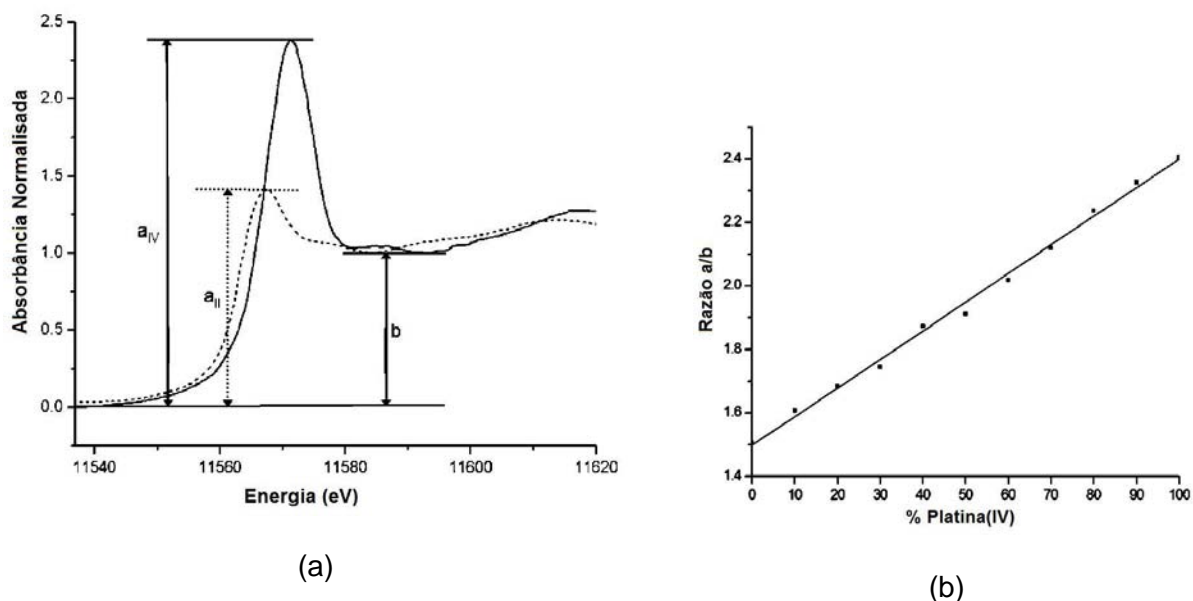 2.5
2.0
1.5
1.0
0.5
0.0
Absorbância Normalisada
aIV
aII
b
11540
11560
11580
11600
11620
Energia (eV)
(a)
2.4
2.2
2.0
1.8
1.6
1.4
Razão a/b
0 10 20 30 40 50 60 70 80 90 100
% Platina(IV)
(b)